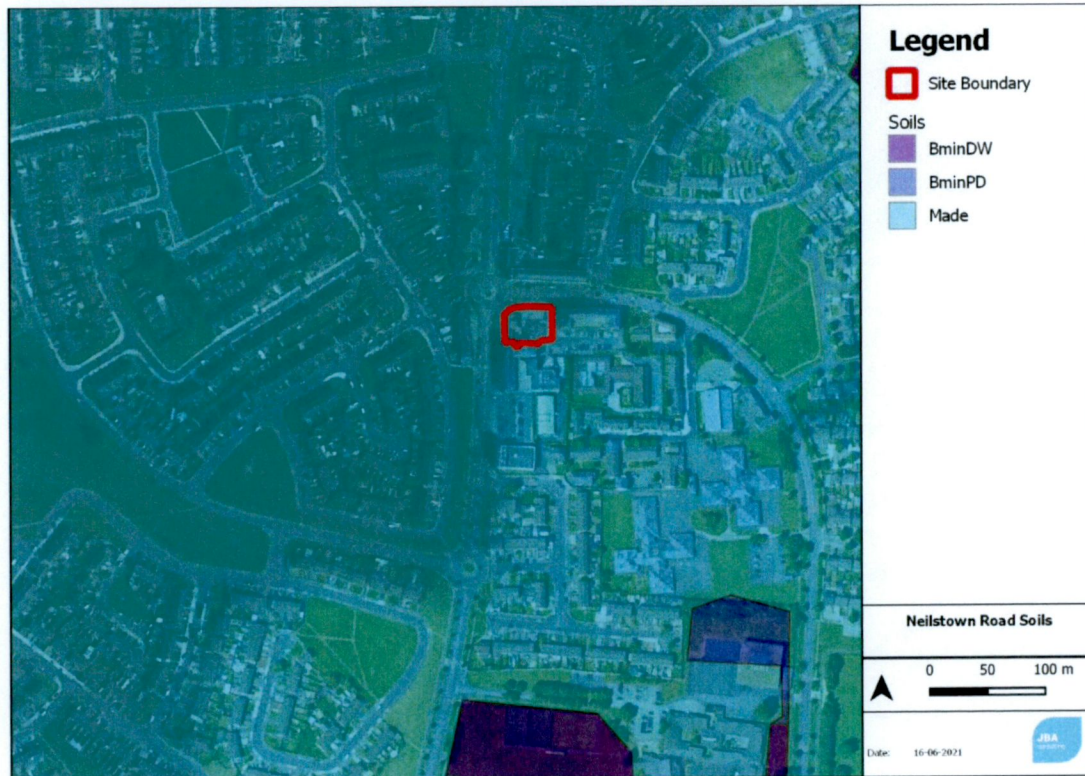 Legend
Site Boundary
Soils
BminDW
BminPD
Made
Neilstown Road Soils
0 50 100 m
Date: 16-06-2021
JBA